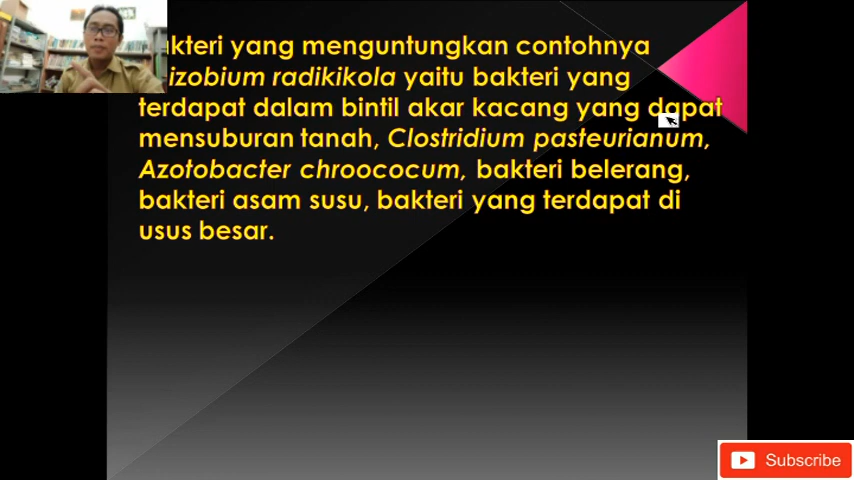 akteri yang menguntungkan contohnya
izobium radikikola yaitu bakteri yang
terdapat dalam bintil akar kacang yang dapat
mensuburan tanah, Clostridium pasteurianum,
Azotobacter chroococum, bakteri belerang,
bakteri asam susu, bakteri yang terdapat di
usus besar.
Subscribe